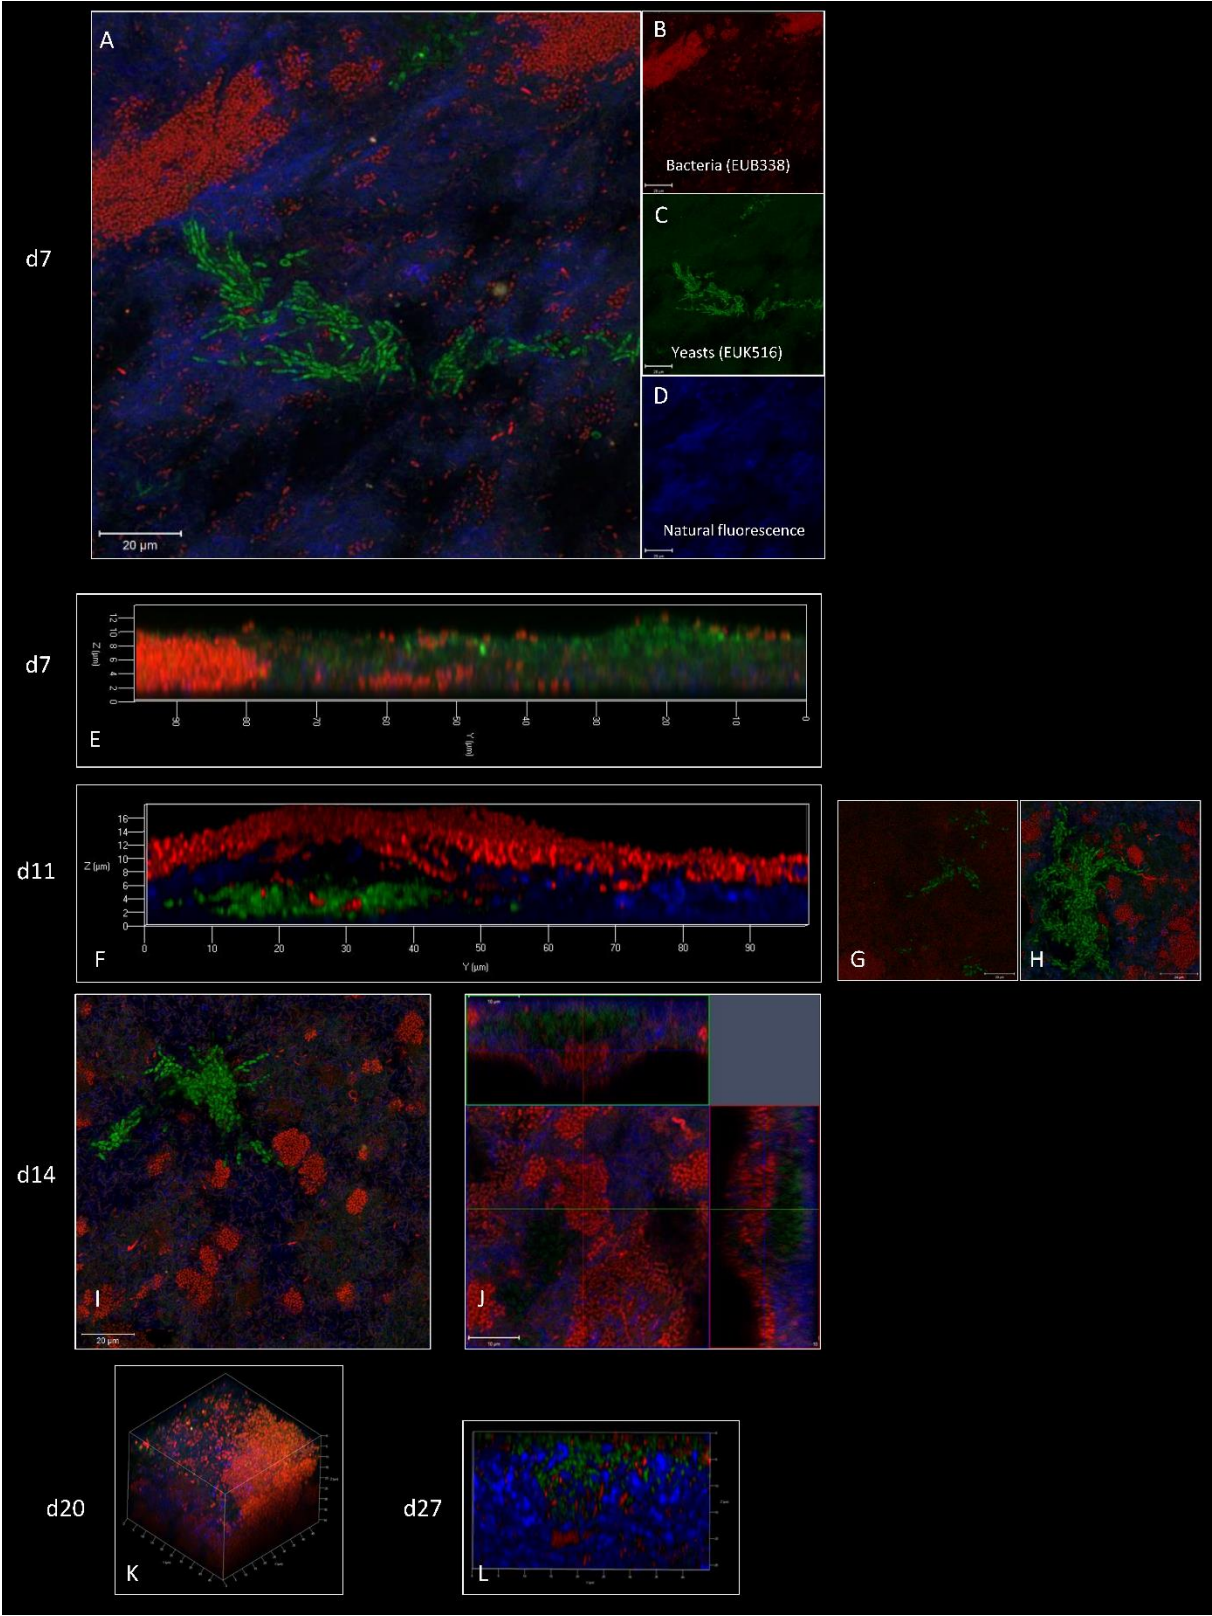 A
B
Bacteria (EUB338)
C
Yeasts (EUK516)
D
Natural fluorescence
20 µm
d7
d7
12
10
8
6
4
2
0
Z [µm]
90
80
70
60
50
40
30
20
10
0
Y [µm]
E
d11
16
14
12
10
8
6
4
2
0
Z [µm]
0
10
20
30
40
50
60
70
80
90
Y [µm]
F
G
H
d14
I
20 µm
J
10 µm
d20
K
d27
L